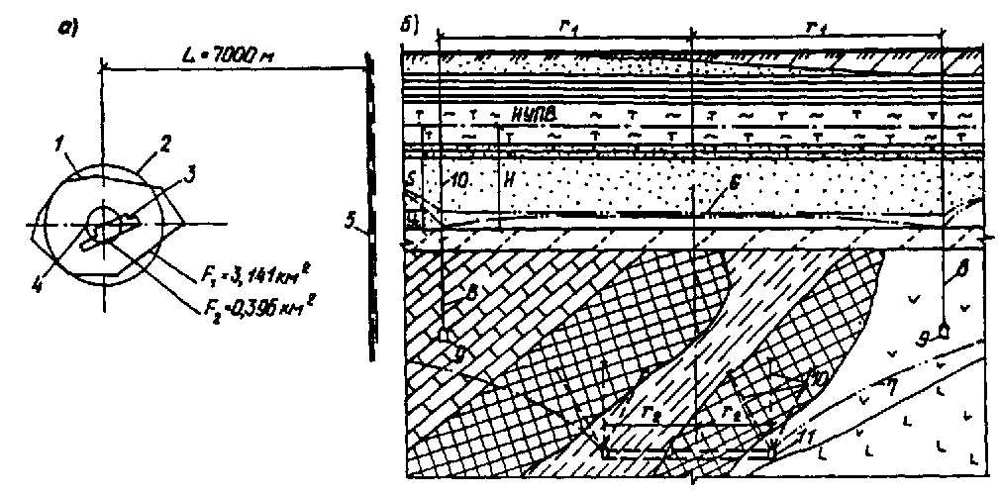 а)
L = 7000 м
1
2
3
4
5
F₁ = 3,141 км²
F₂ = 0,396 км²
б)
r₁
r₁
НУПВ
S
10
H
6
8
9
8
9
10
7
r₂
r₂
11